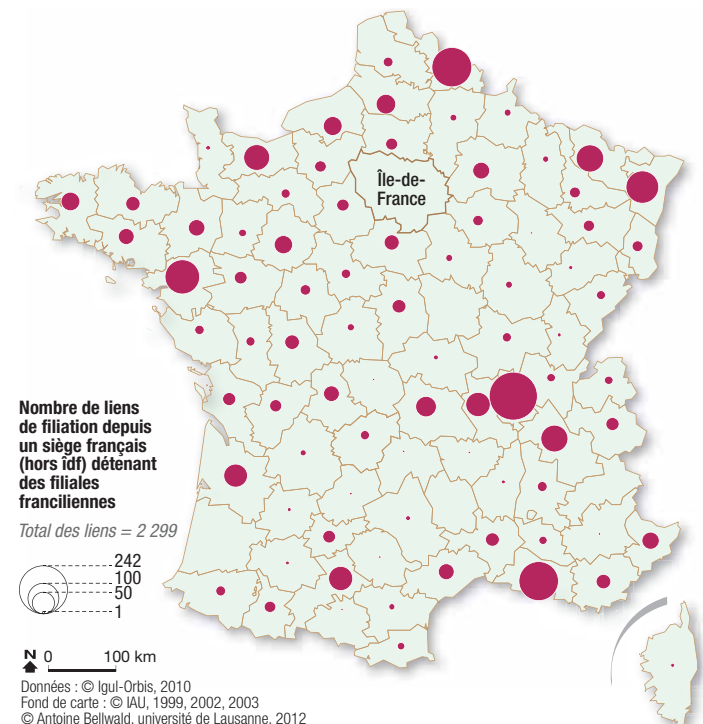 Île-de-
France
Nombre de liens
de filiation depuis
un siège français
(hors îdf) détenant
des filiales
franciliennes
Total des liens = 2 299
242
100
50
1
N 0 100 km
Données : © Igul-Orbis, 2010
Fond de carte : © IAU, 1999, 2002, 2003
© Antoine Bellwald, université de Lausanne, 2012